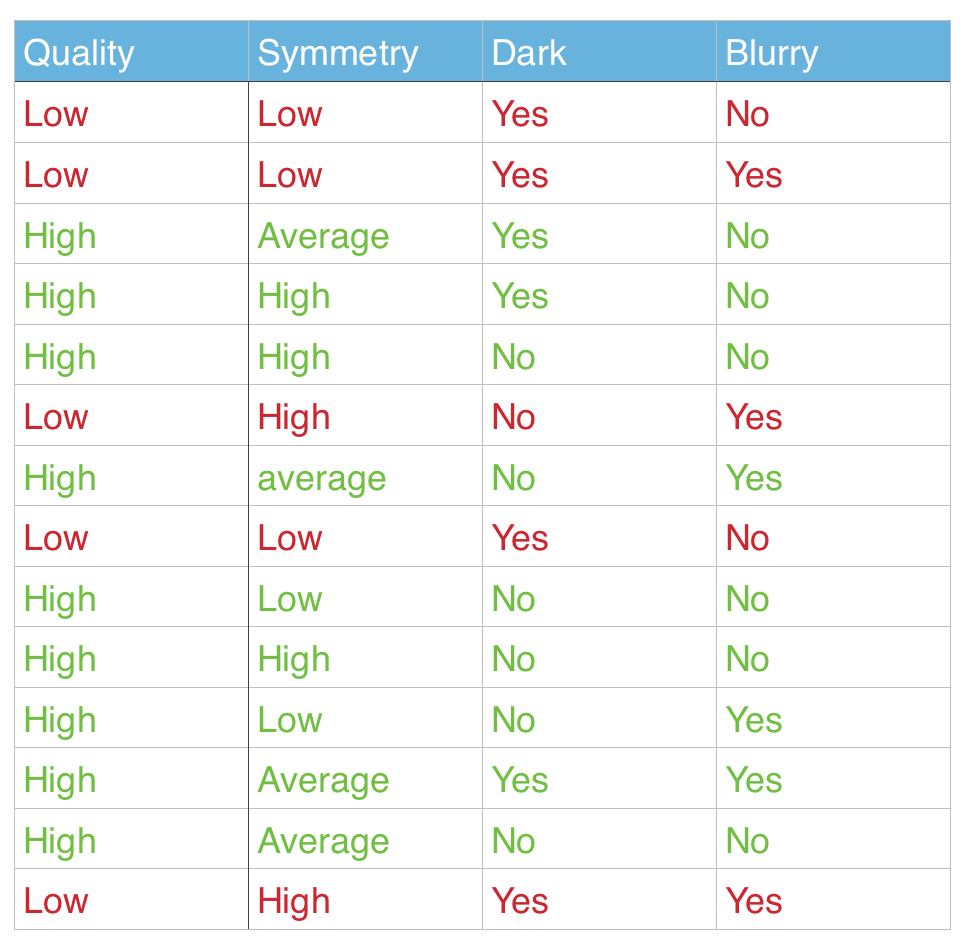 Quality Symmetry Dark Blurry
Low Low Yes No
Low Low Yes Yes
High Average Yes No
High High Yes No
High High No No
Low High No Yes
High average No Yes
Low Low Yes No
High Low No No
High High No No
High Low No Yes
High Average Yes Yes
High Average No No
Low High Yes Yes